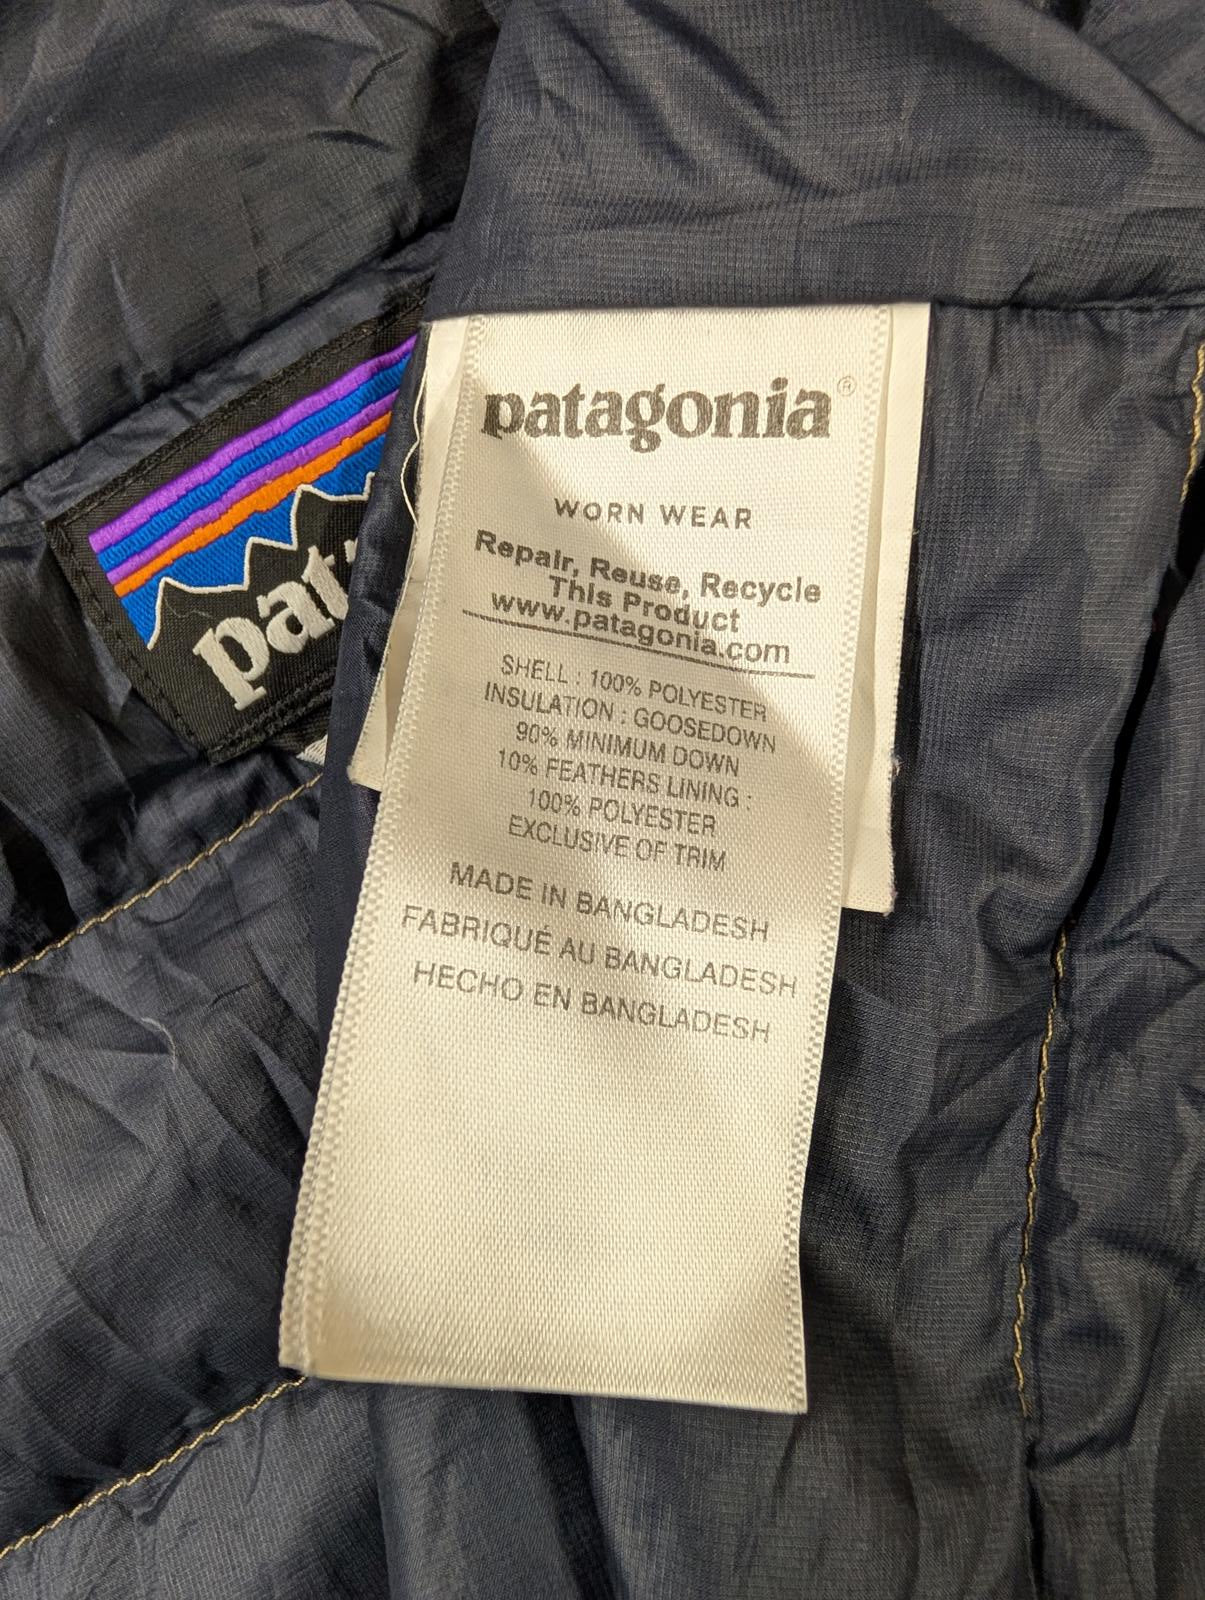 patagonia®
WORN WEAR
Repair, Reuse, Recycle
This Product
www.patagonia.com
SHELL : 100% POLYESTER
INSULATION : GOOSEDOWN
90% MINIMUM DOWN
10% FEATHERS LINING :
100% POLYESTER
EXCLUSIVE OF TRIM
MADE IN BANGLADESH
FABRIQUÉ AU BANGLADESH
HECHO EN BANGLADESH
pat